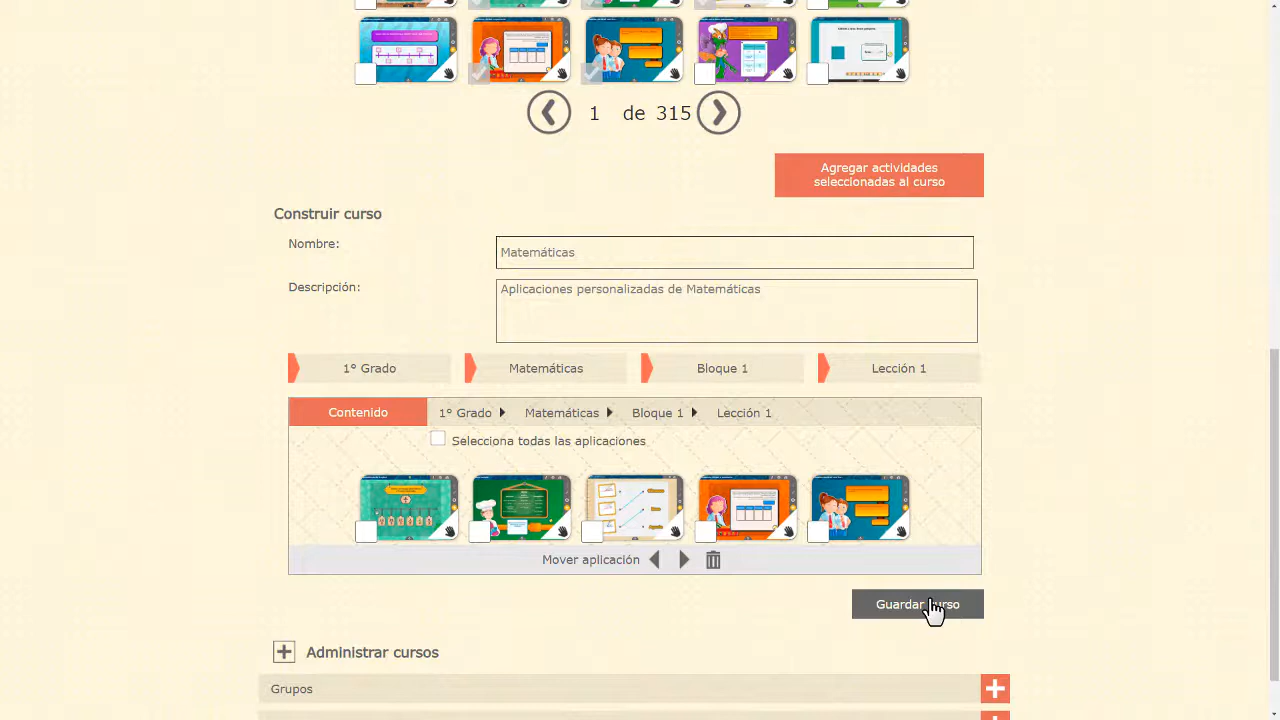 1 de 315
Agregar actividades
seleccionadas al curso
Construir curso
Nombre:
Matemáticas
Descripción:
Aplicaciones personalizadas de Matemáticas
1° Grado Matemáticas Bloque 1 Lección 1
Contenido 1° Grado Matemáticas Bloque 1 Lección 1
Selecciona todas las aplicaciones
Mover aplicación
Administrar cursos
Grupos